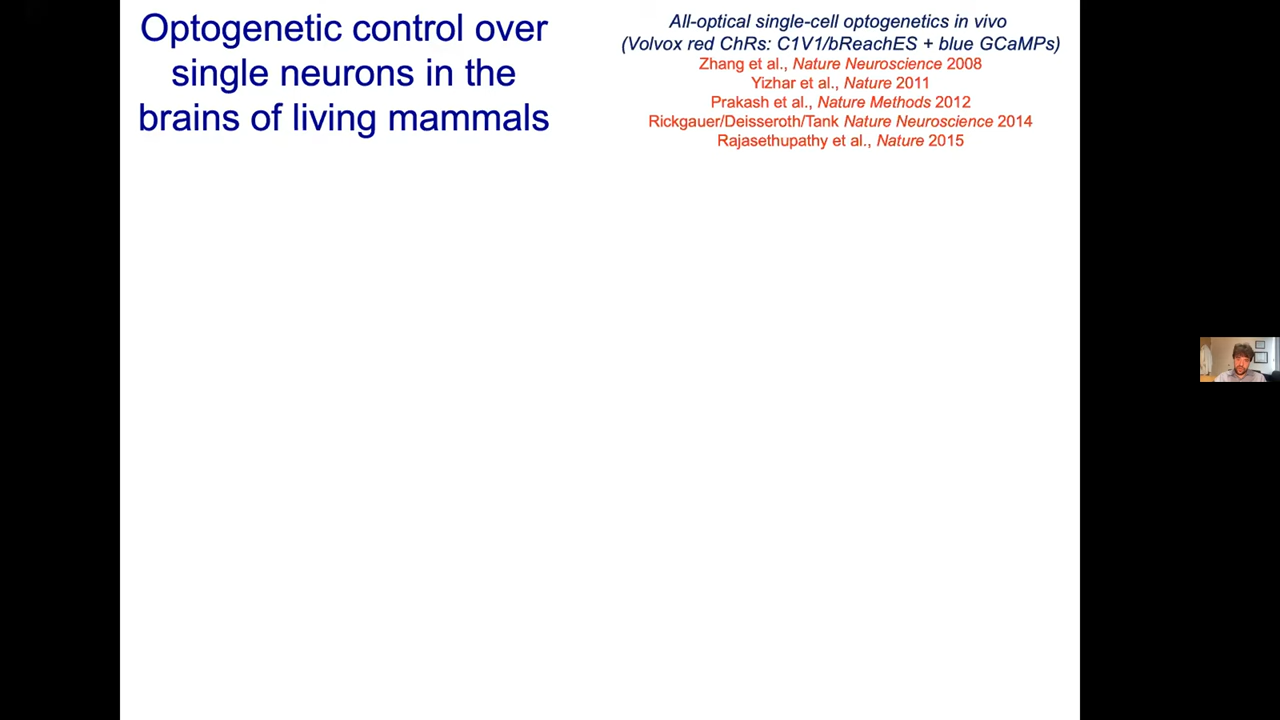 Optogenetic control over
single neurons in the
brains of living mammals
All-optical single-cell optogenetics in vivo
(Volvox red ChRs: C1V1/bReachES + blue GCaMPs)
Zhang et al., Nature Neuroscience 2008
Yizhar et al., Nature 2011
Prakash et al., Nature Methods 2012
Rickgauer/Deisseroth/Tank Nature Neuroscience 2014
Rajasethupathy et al., Nature 2015